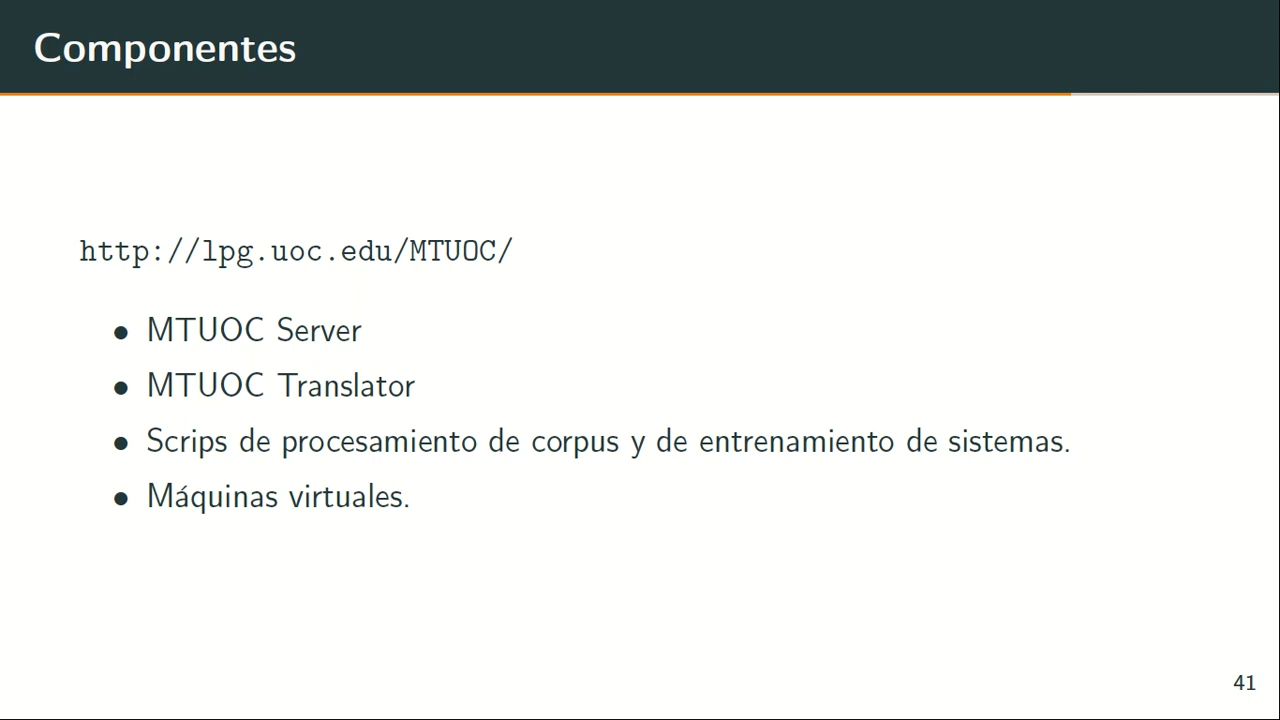 Componentes
http://lpg.uoc.edu/MTUOC/
• MTUOC Server
• MTUOC Translator
• Scrips de procesamiento de corpus y de entrenamiento de sistemas.
• Máquinas virtuales.
41